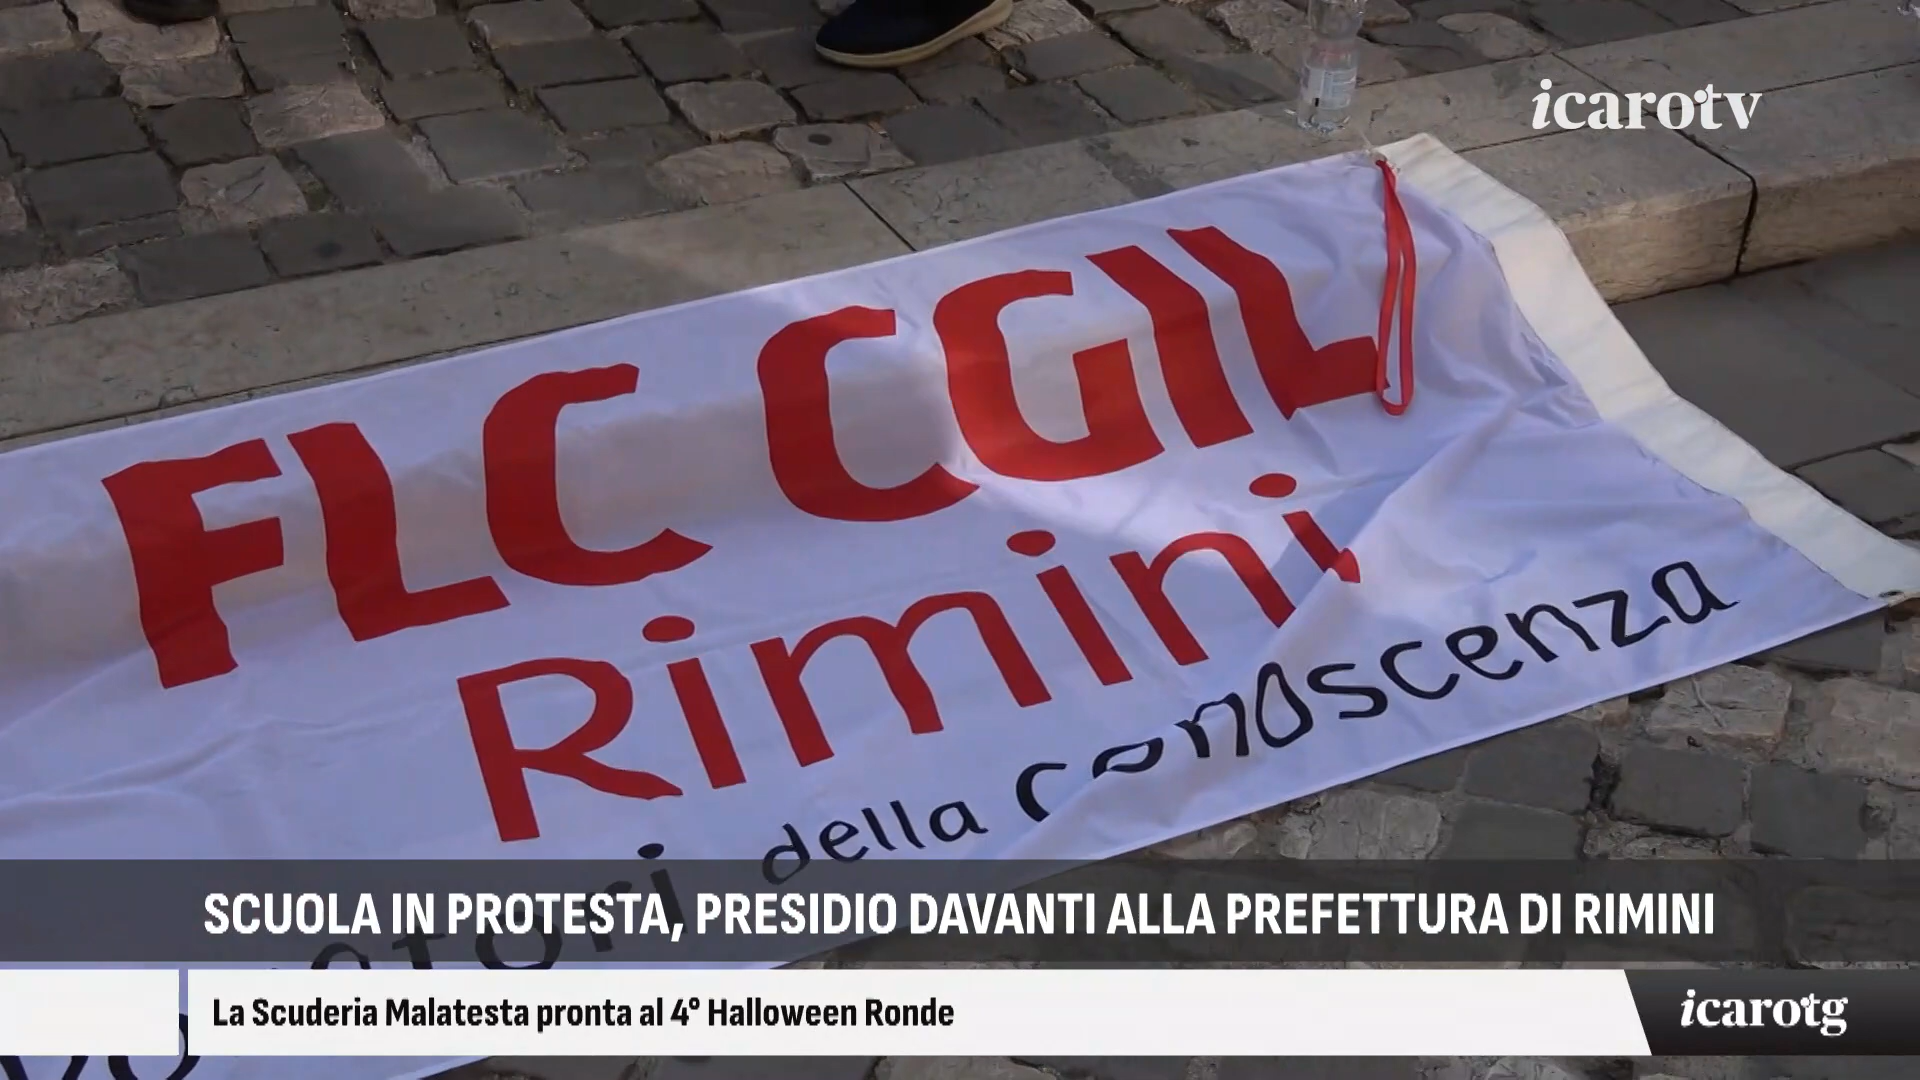 icarotv
FLC CGIL
Rimini
della conoscenza
SCUOLA IN PROTESTA, PRESIDIO DAVANTI ALLA PREFETTURA DI RIMINI
La Scuderia Malatesta pronta al 4° Halloween Ronde
icarotg